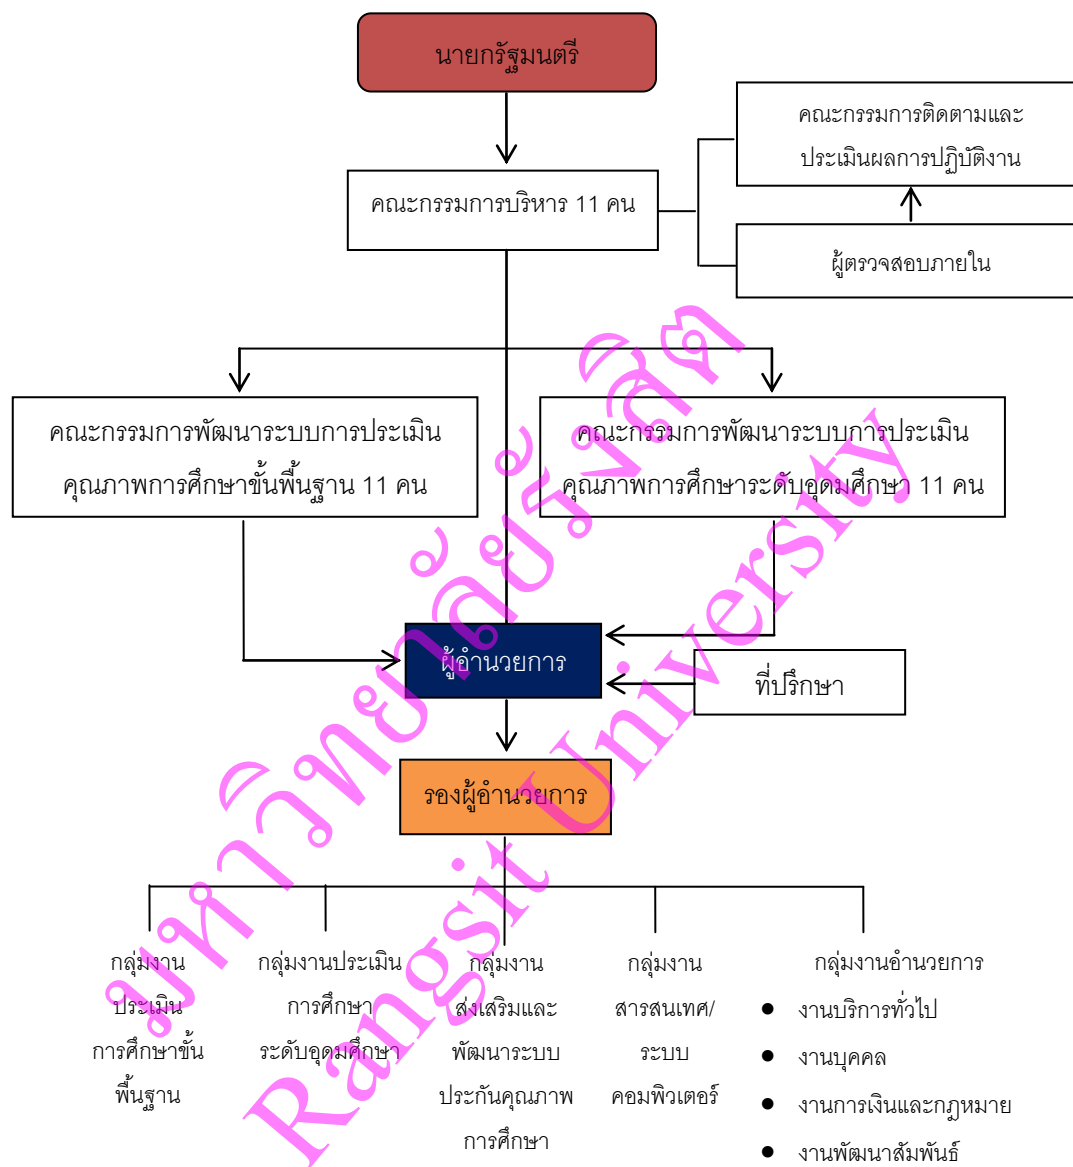 นายกรัฐมนตรี
คณะกรรมการติดตามและ
ประเมินผลการปฏิบัติงาน
คณะกรรมการบริหาร 11 คน
ผู้ตรวจสอบภายใน
คณะกรรมการพัฒนาระบบการประเมิน
คุณภาพการศึกษาขั้นพื้นฐาน 11 คน
คณะกรรมการพัฒนาระบบการประเมิน
คุณภาพการศึกษาระดับอุดมศึกษา 11 คน
ผู้อำนวยการ
ที่ปรึกษา
รองผู้อำนวยการ
กลุ่มงาน
ประเมิน
การศึกษาขั้น
พื้นฐาน
กลุ่มงานประเมิน
การศึกษา
ระดับอุดมศึกษา
กลุ่มงาน
ส่งเสริมและ
พัฒนาระบบ
ประกันคุณภาพ
การศึกษา
กลุ่มงาน
สารสนเทศ/
ระบบ
คอมพิวเตอร์
กลุ่มงานอำนวยการ
● งานบริการทั่วไป
● งานบุคคล
● งานการเงินและกฎหมาย
● งานพัฒนาสัมพันธ์
มหาวิทยาลัยรังสิต
Rangsit University